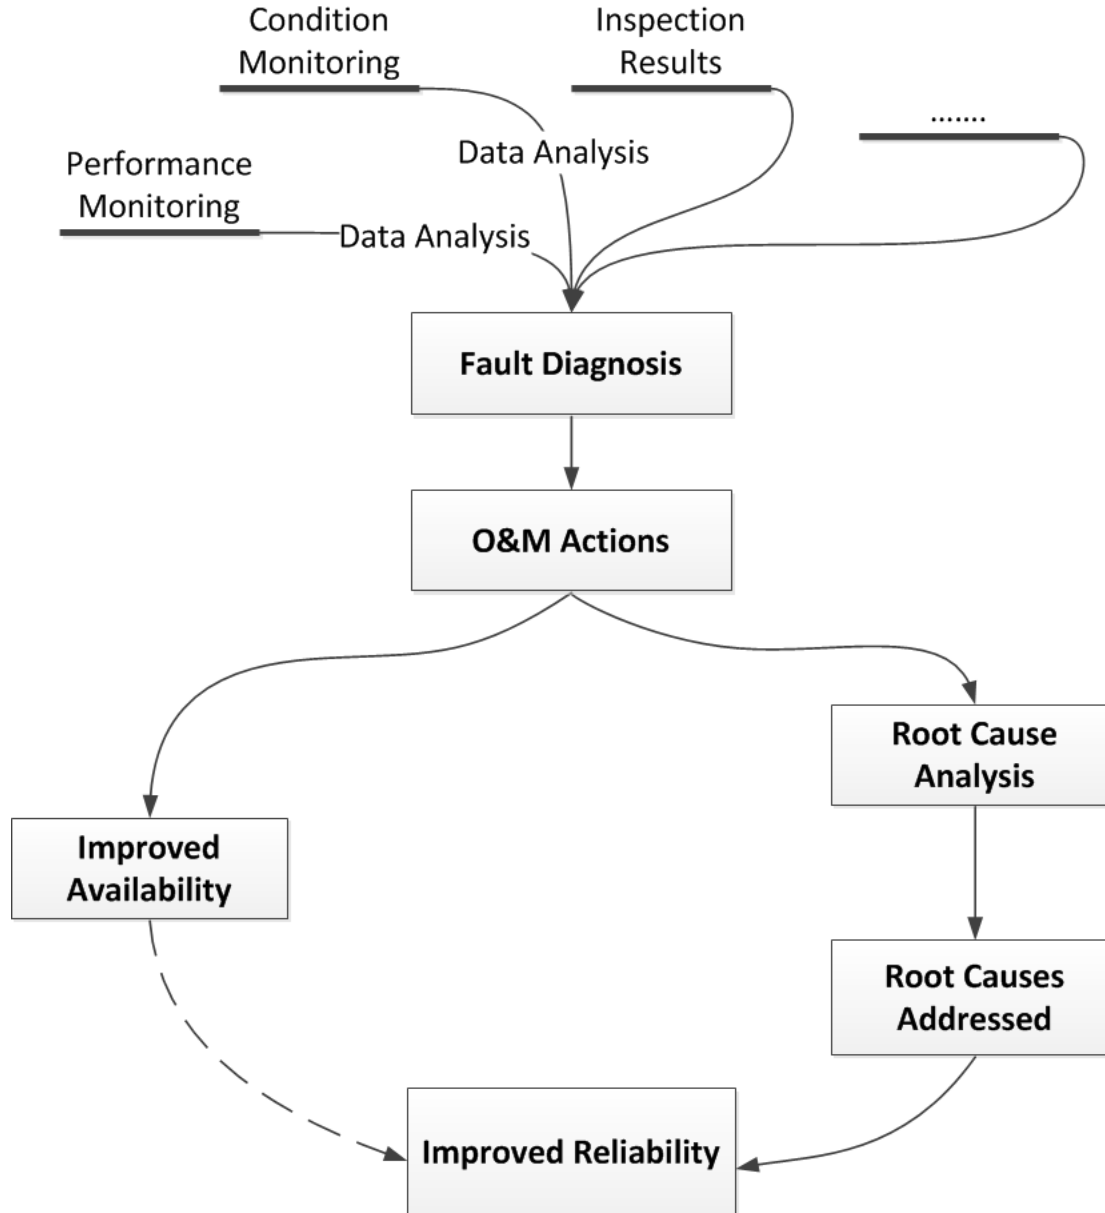 Condition
Monitoring
Inspection
Results
.......
Data Analysis
Performance
Monitoring
Data Analysis
Fault Diagnosis
O&M Actions
Root Cause
Analysis
Improved
Availability
Root Causes
Addressed
Improved Reliability